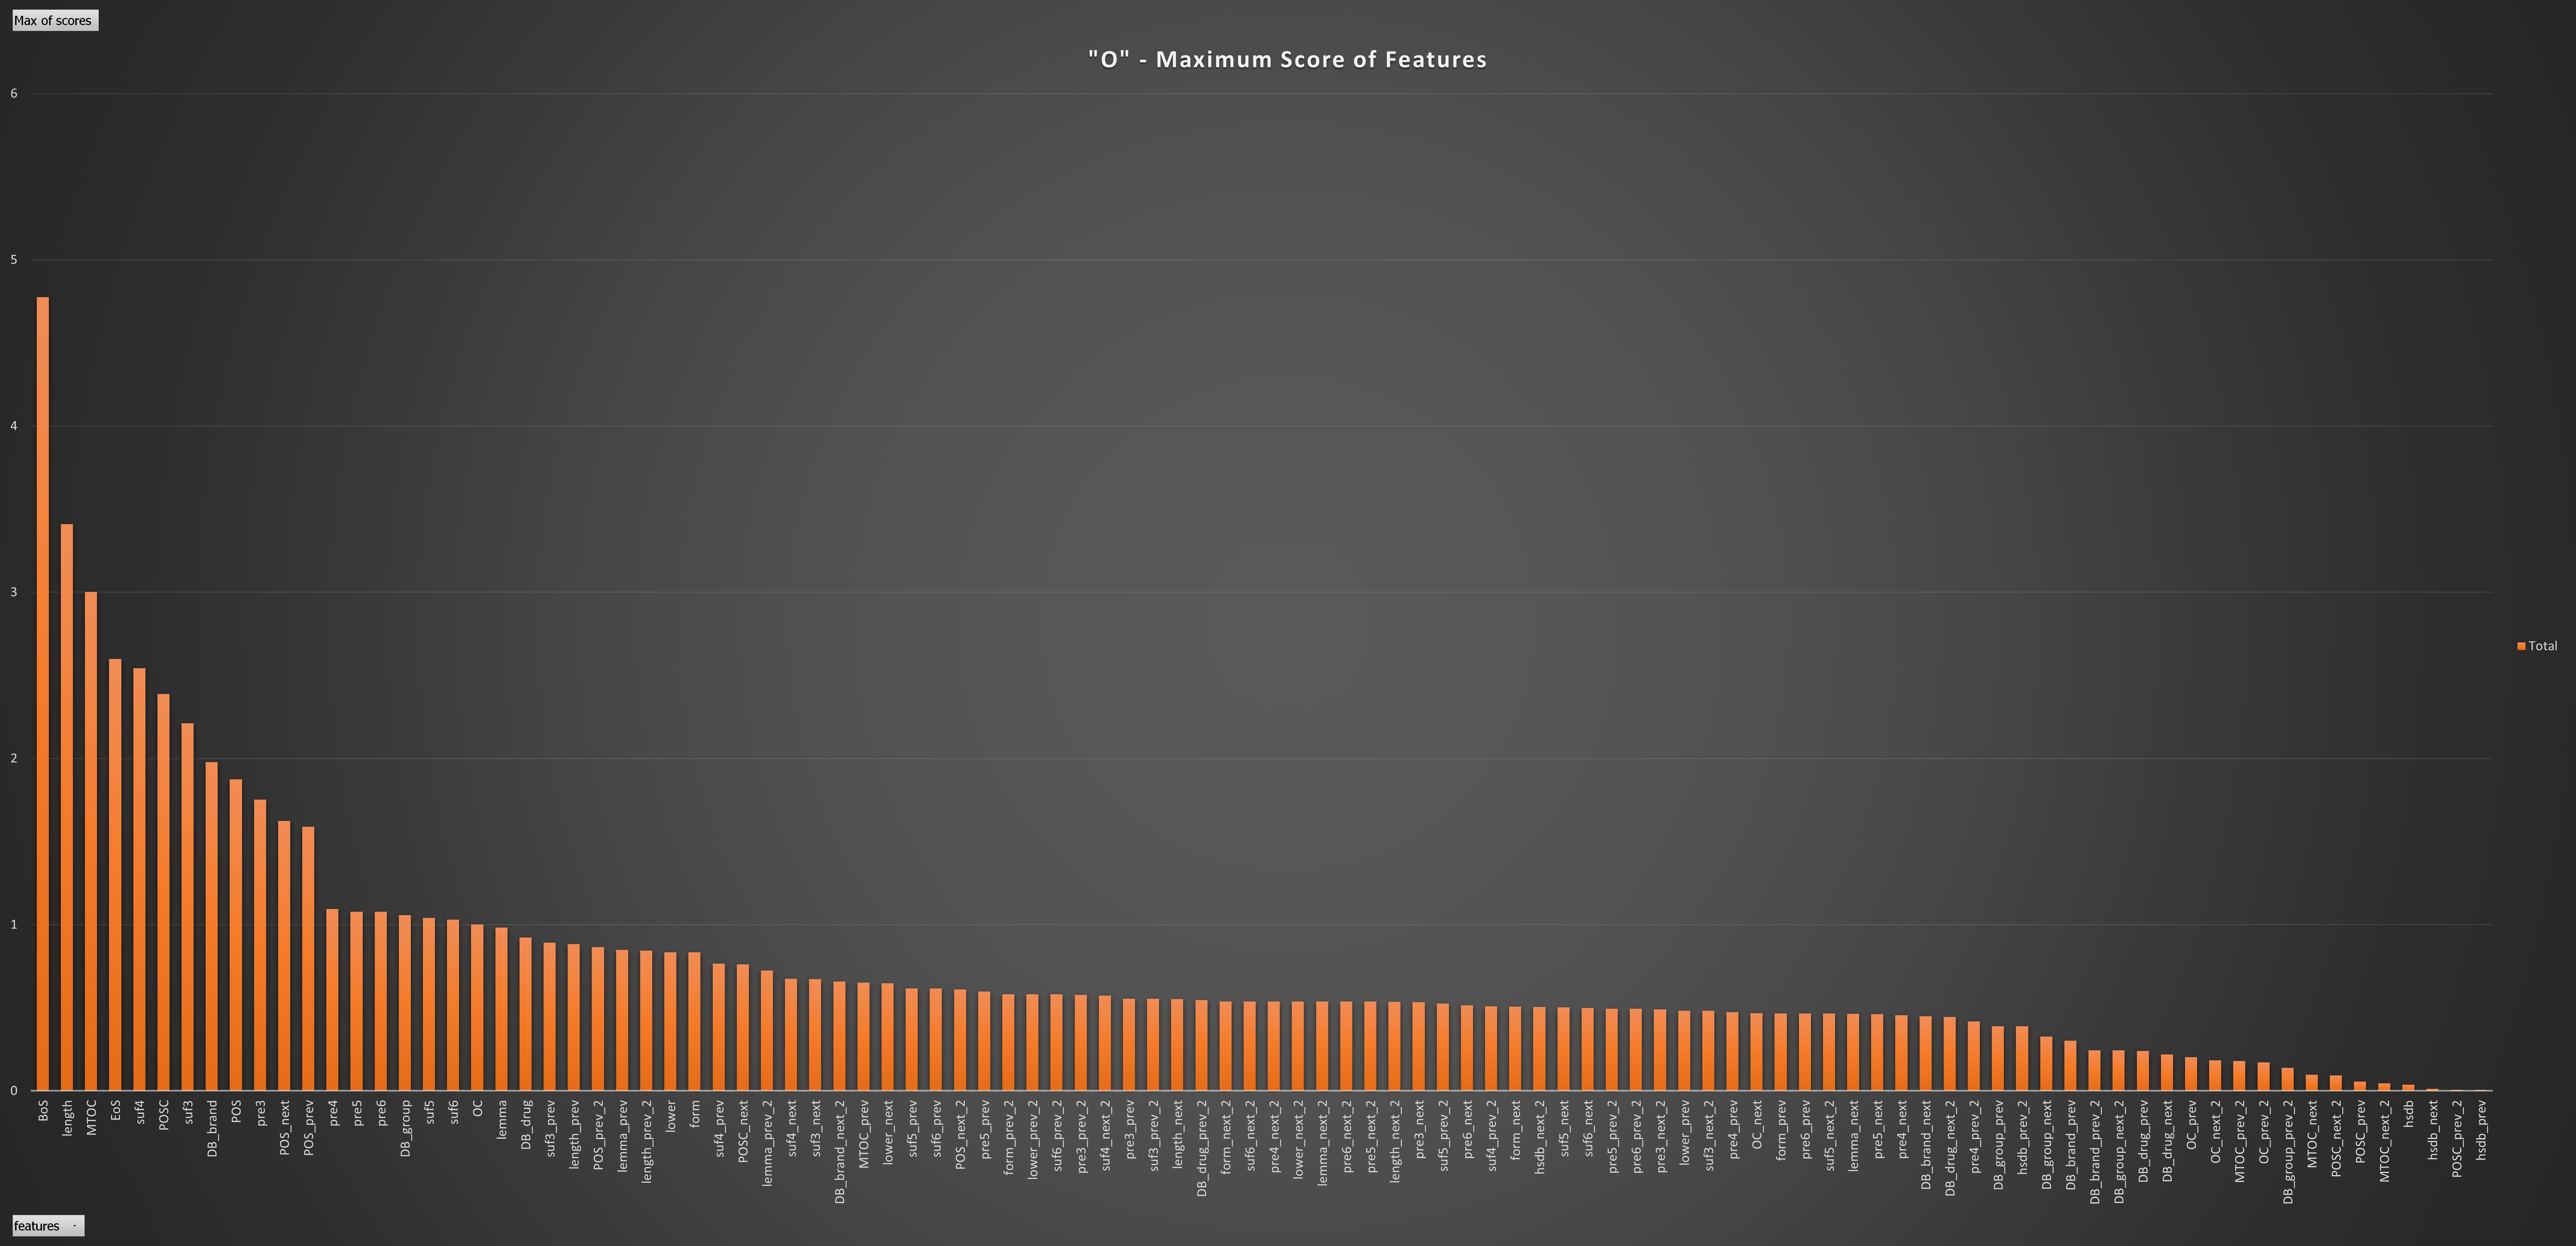 Max of scores
"O" - Maximum Score of Features
6
5
4
3
2
1
0
Total
BoS
length
MTOC
EoS
suf4
POSC
suf3
DB_brand
POS
pre3
POS_next
POS_prev
pre4
pre5
pre6
DB_group
suf5
suf6
OC
lemma
DB_drug
suf3_prev
length_prev
POS_prev_2
lemma_prev
length_prev_2
lower
form
suf4_prev
POSC_next
lemma_prev_2
suf4_next
suf3_next
DB_brand_next_2
MTOC_prev
lower_next
suf5_prev
suf6_prev
POS_next_2
pre5_prev
form_prev_2
lower_prev_2
suf6_prev_2
pre3_prev_2
suf4_next_2
pre3_prev
suf3_prev_2
length_next
DB_drug_prev_2
form_next_2
suf6_next_2
pre4_next_2
lower_next_2
lemma_next_2
pre6_next_2
pre5_next_2
length_next_2
pre3_next
suf5_prev_2
pre6_next
suf4_prev_2
form_next
hsdb_next_2
suf5_next
suf6_next
pre5_prev_2
pre6_prev_2
pre3_next_2
lower_prev
suf3_next_2
pre4_prev
OC_next
form_prev
pre6_prev
suf5_next_2
lemma_next
pre5_next
pre4_next
DB_brand_next
DB_drug_next_2
pre4_prev_2
DB_group_prev
hsdb_prev_2
DB_group_next
DB_brand_prev
DB_brand_prev_2
DB_group_next_2
DB_drug_prev
DB_drug_next
OC_prev
OC_next_2
MTOC_prev_2
OC_prev_2
DB_group_prev_2
MTOC_next
POSC_next_2
POSC_prev
MTOC_next_2
hsdb
hsdb_next
POSC_prev_2
hsdb_prev
features